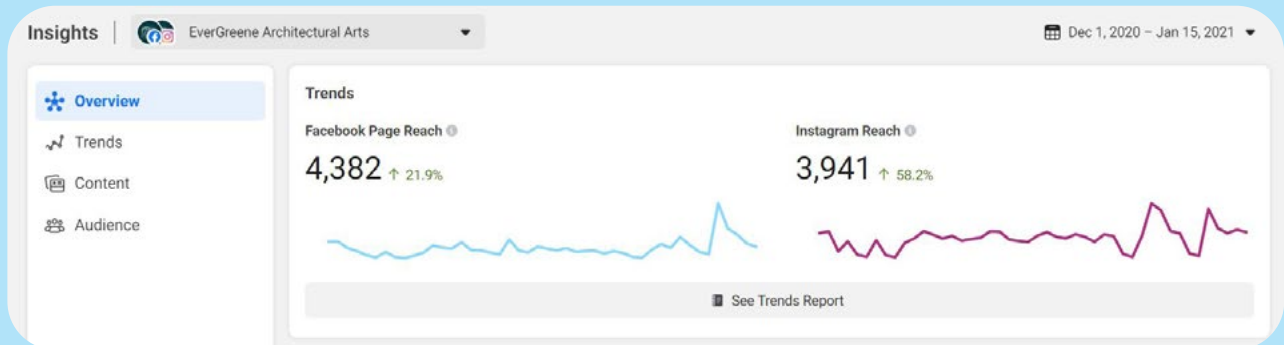 Insights
EverGreene Architectural Arts
Dec 1, 2020 – Jan 15, 2021
Overview
Trends
Content
Audience
Trends
Facebook Page Reach
4,382 ↑ 21.9%
Instagram Reach
3,941 ↑ 58.2%
See Trends Report